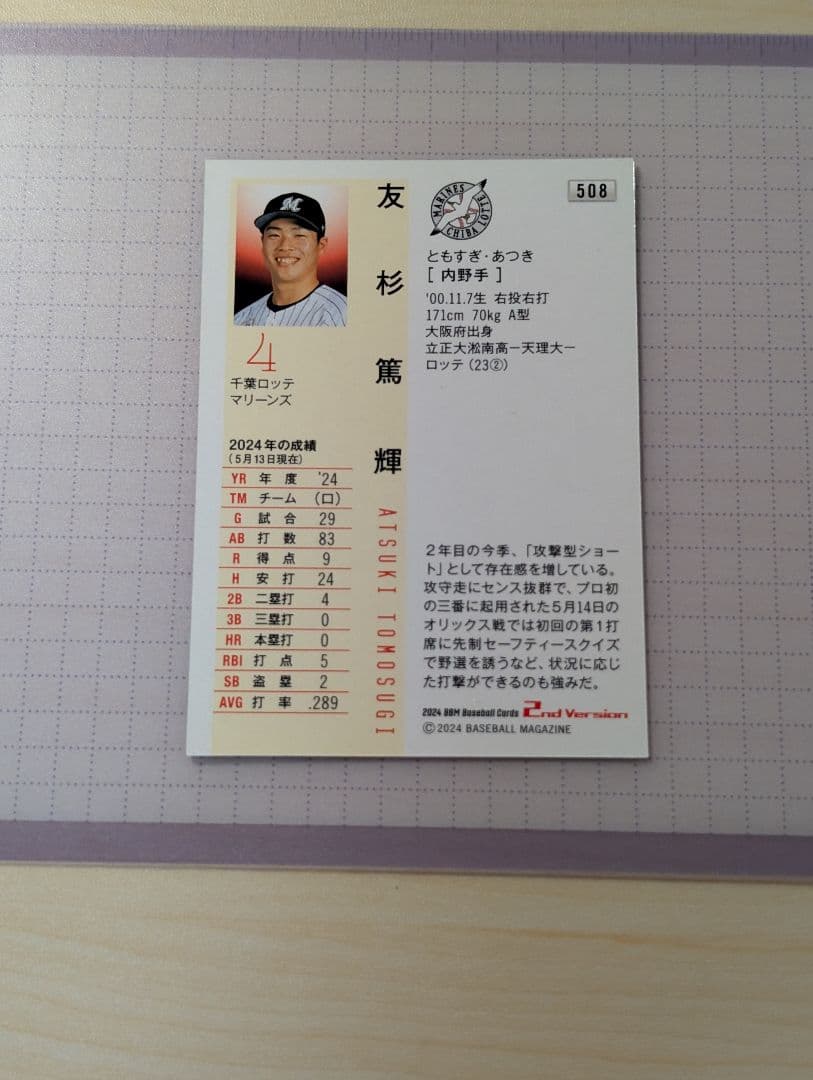 友杉篤輝
ATSUKI TOMOSUGI
4
千葉ロッテ
マリーンズ
2024年の成績
(5月13日現在)
YR 年度 '24
TM チーム (ロ)
G 試合 29
AB 打数 83
R 得点 9
H 安打 24
2B 二塁打 4
3B 三塁打 0
HR 本塁打 0
RBI 打点 5
SB 盗塁 2
AVG 打率 .289
MARINES
CHIBA LOTTE
508
ともすぎ・あつき
[ 内野手 ]
'00.11.7生 右投右打
171cm 70kg A型
大阪府出身
立正大淞南高－天理大－
ロッテ (23②)
2年目の今季、「攻撃型ショー
ト」として存在感を増している。
攻守走にセンス抜群で、プロ初
の三番に起用された5月14日の
オリックス戦では初回の第1打
席に先制セーフティースクイズ
で野選を誘うなど、状況に応じ
た打撃ができるのも強みだ。
2024 BBM Baseball Cards 2nd Version
Ⓒ2024 BASEBALL MAGAZINE